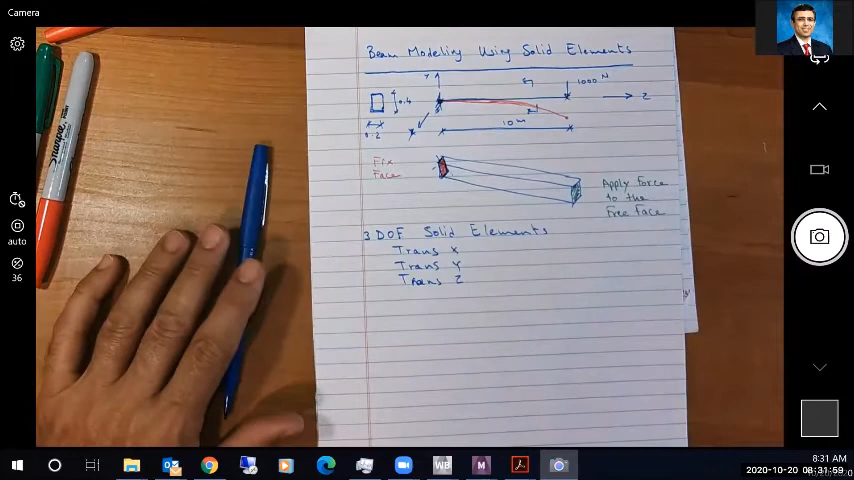 Camera
Beam Modeling Using Solid Elements
Y
1000 N
0.4
Z
10 m
X
0.2
Fix
Face
Apply Force
to the
Free Face
3 DOF Solid Elements
Trans X
Trans Y
Trans Z
SHARPIE
auto
36
WB
M
8:31 AM
2020-10-20 08:31:59